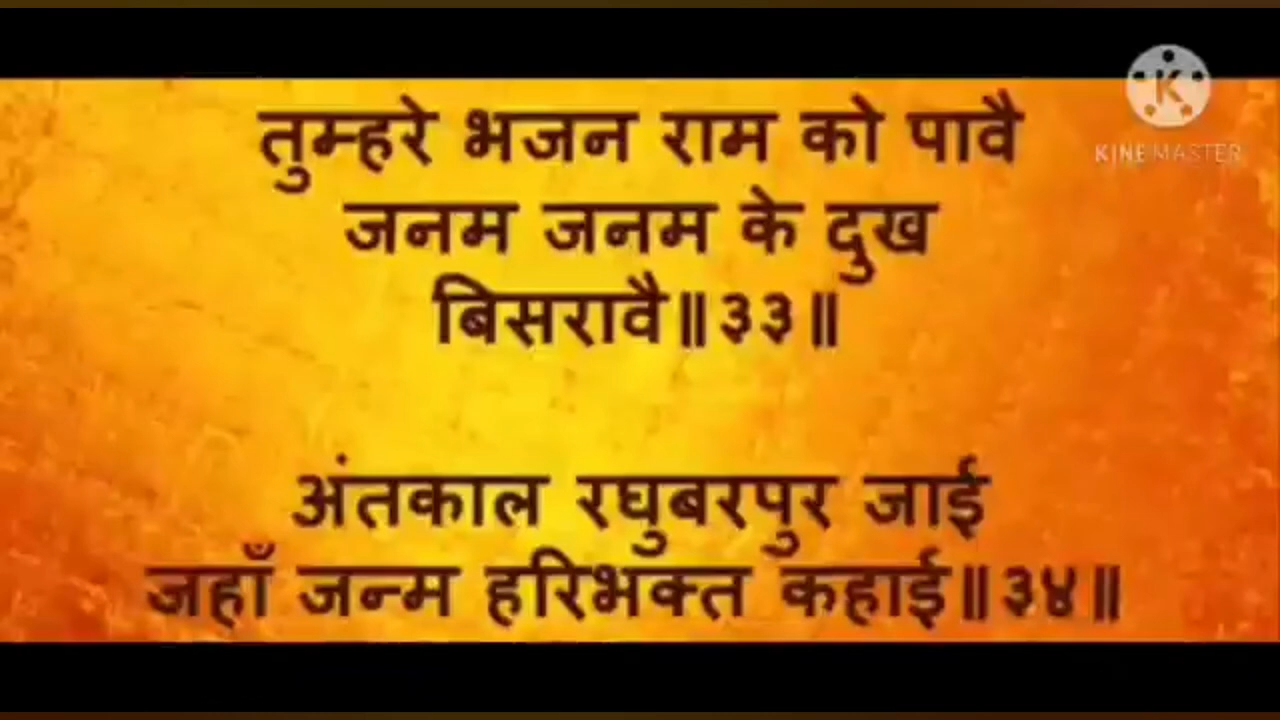 तुम्हरे भजन राम को पावै
जनम जनम के दुख
बिसरावै॥३३॥
अंतकाल रघुबरपुर जाई
जहाँ जन्म हरिभक्त कहाई॥३४॥
K
KINEMASTER